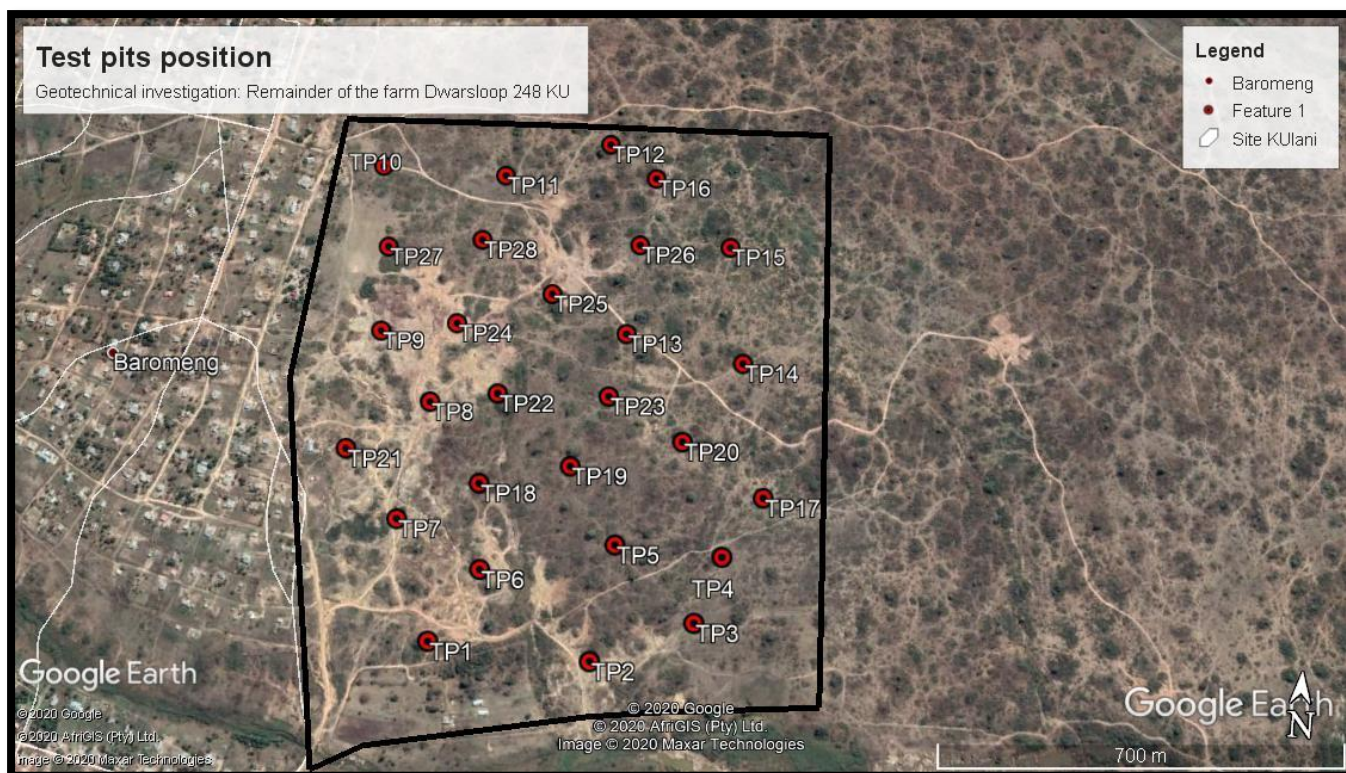 Test pits position
Geotechnical investigation: Remainder of the farm Dwarsloop 248 KU
Legend
Baromeng
Feature 1
Site KUlani
TP12
TP10
TP11
TP16
TP28
TP27
TP26
TP15
TP25
TP24
TP9
TP13
Baromeng
TP14
TP22
TP8
TP23
TP21
TP20
TP19
TP18
TP17
TP7
TP5
TP6
TP4
TP3
TP1
TP2
Google Earth
© 2020 Google
© 2020 AfriGIS (Pty) Ltd.
Image © 2020 Maxar Technologies
© 2020 Google
© 2020 AfriGIS (Pty) Ltd.
Image © 2020 Maxar Technologies
Google Earth
N
700 m